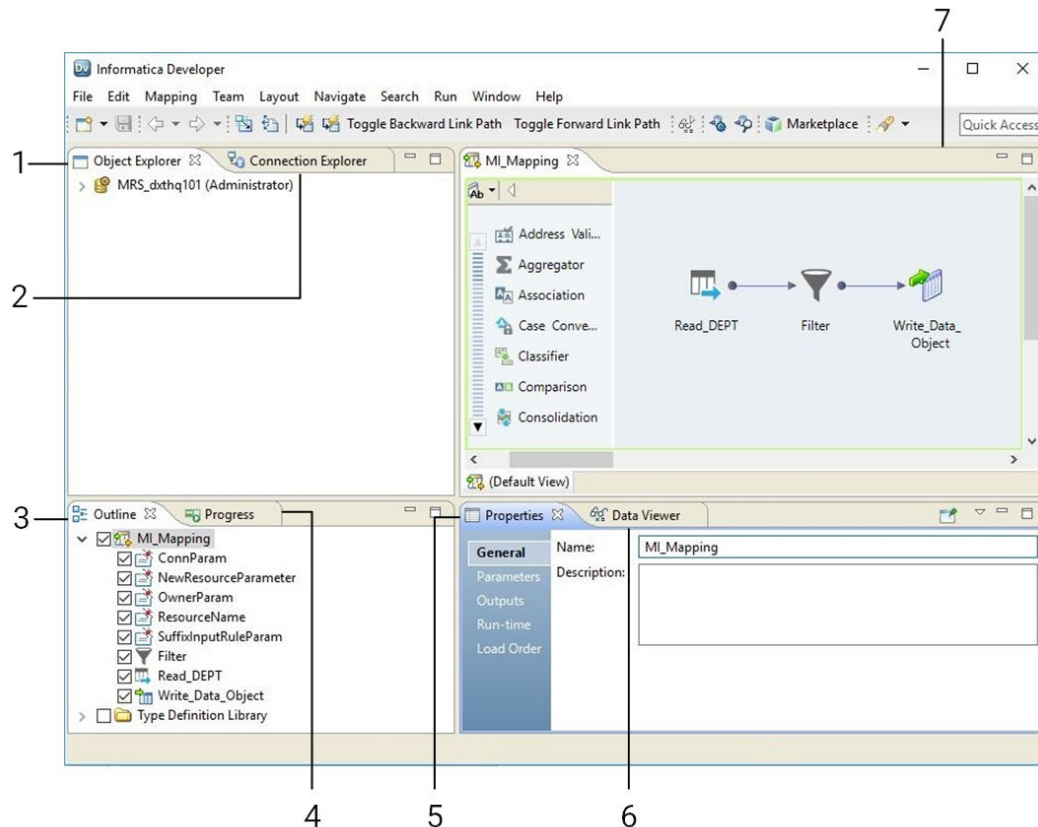 7
Informatica Developer
File Edit Mapping Team Layout Navigate Search Run Window Help
Toggle Backward Link Path Toggle Forward Link Path Marketplace Quick Access
1
Object Explorer Connection Explorer
MRS_dxthq101 (Administrator)
2
MI_Mapping
Ab
Address Vali...
Aggregator
Association
Case Conve...
Classifier
Comparison
Consolidation
Read_DEPT
Filter
Write_Data_
Object
(Default View)
3
Outline Progress
MI_Mapping
ConnParam
NewResourceParameter
OwnerParam
ResourceName
SuffixInputRuleParam
Filter
Read_DEPT
Write_Data_Object
Type Definition Library
Properties Data Viewer
General
Parameters
Outputs
Run-time
Load Order
Name: MI_Mapping
Description:
4
5
6